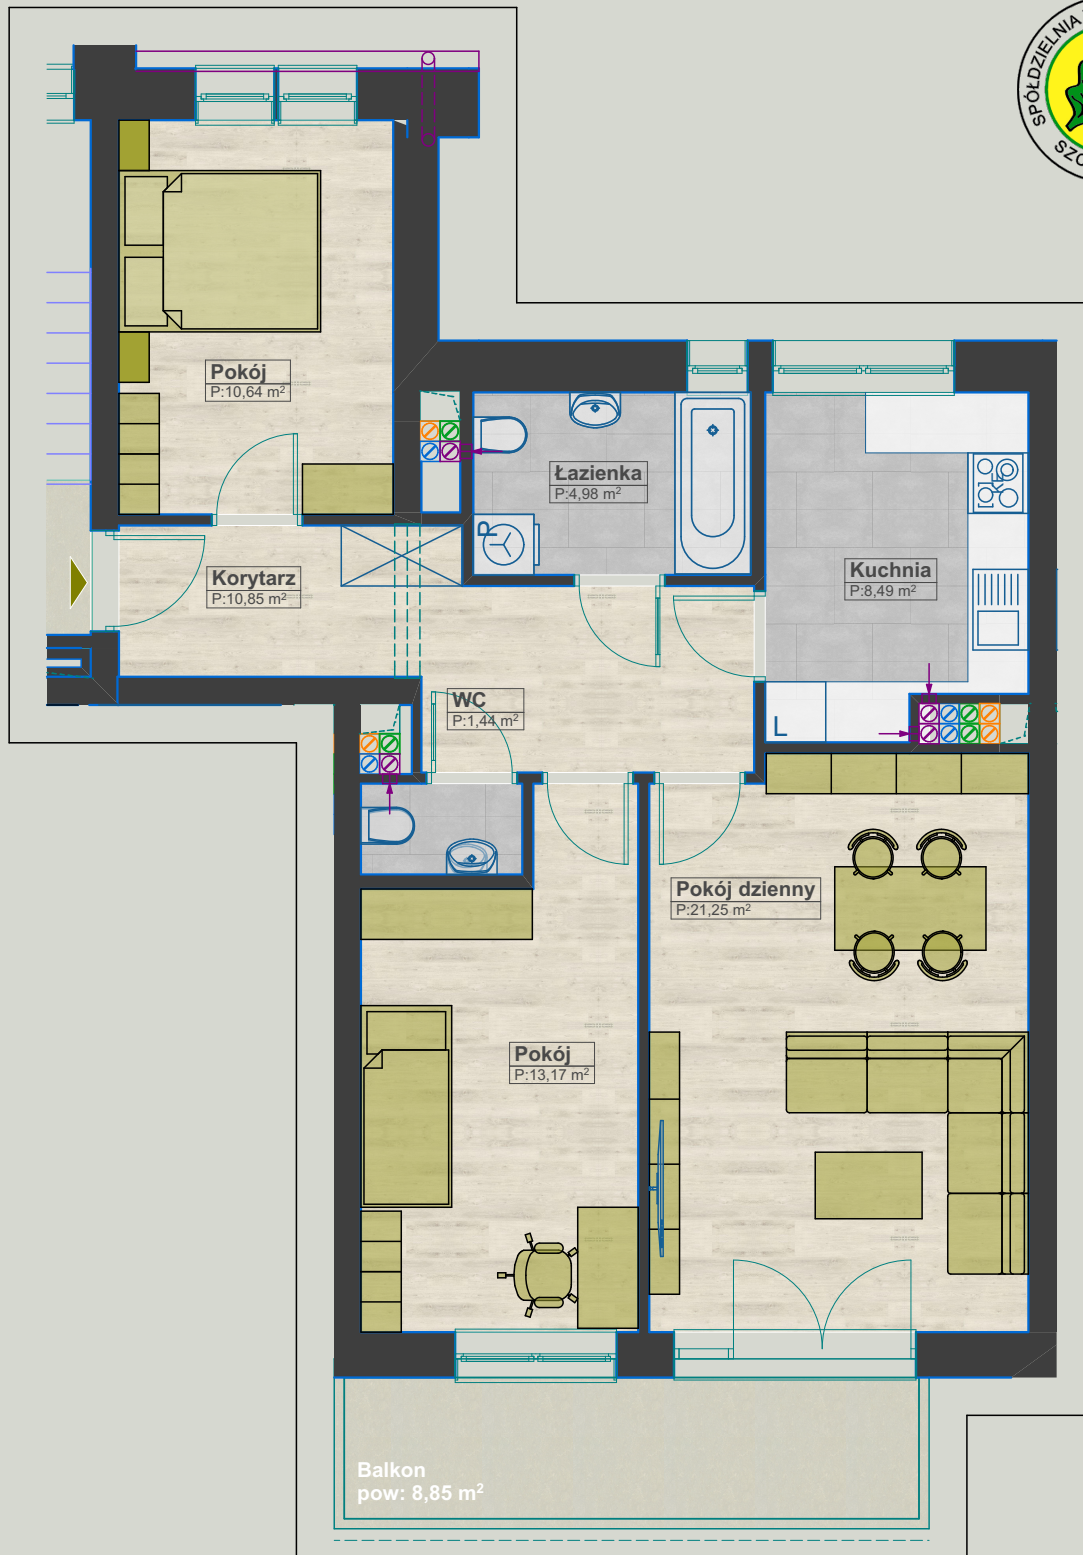 SPÓŁDZIELNIA
Pokój
P:10,64 m²
Łazienka
P:4,98 m²
P
Kuchnia
P:8,49 m²
Korytarz
P:10,85 m²
WC
P:1,44 m²
L
Pokój dzienny
P:21,25 m²
Pokój
P:13,17 m²
Balkon
pow: 8,85 m²